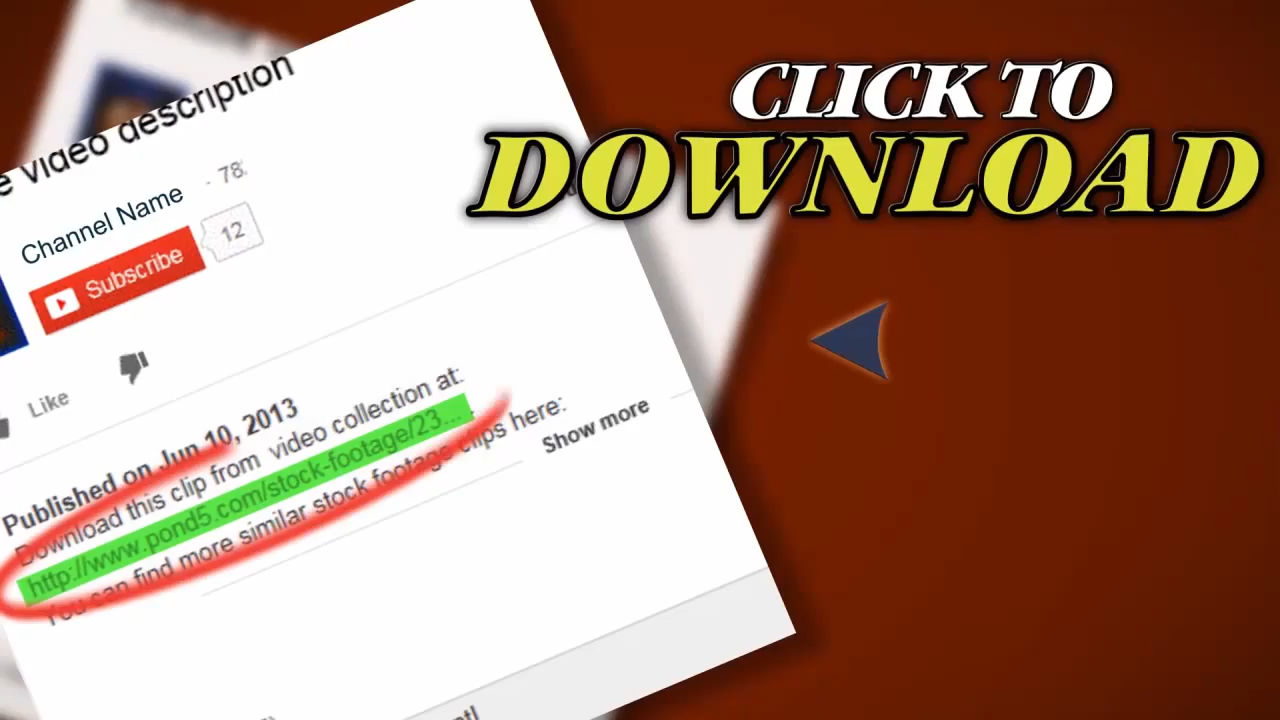 CLICK TO
DOWNLOAD
video description
Channel Name
78
Subscribe
12
Like
Published on Jun 10, 2013
Download this clip from video collection at:
http://www.pond5.com/stock-footage/23...
You can find more similar stock footage clips here:
Show more